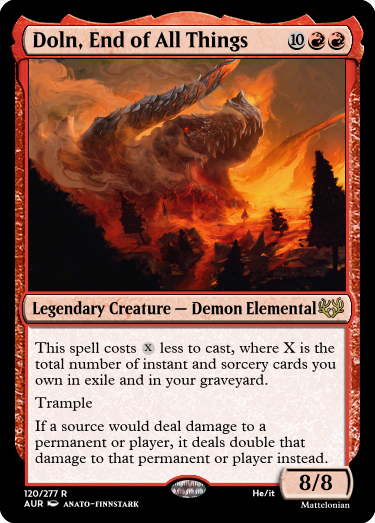 Doln, End of All Things 10
Legendary Creature — Demon Elemental
This spell costs X less to cast, where X is the
total number of instant and sorcery cards you
own in exile and in your graveyard.
Trample
If a source would deal damage to a
permanent or player, it deals double that
damage to that permanent or player instead.
8/8
120/277 R He/it
AUR ANATO-FINNSTARK Mattelonian